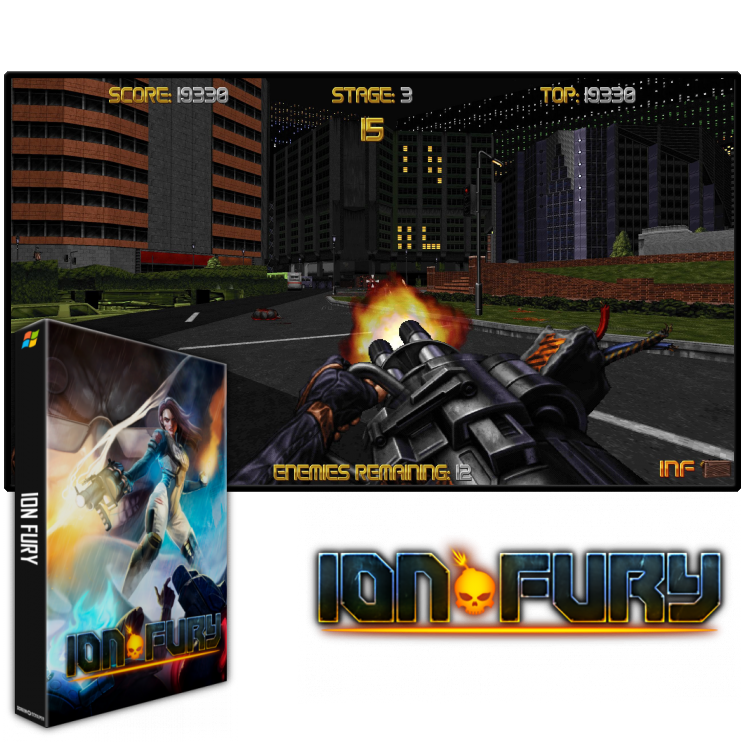 SCORE: 19330 STAGE: 3 TOP: 19330
15
ENEMIES REMAINING: 12 INF
ION FURY
ION FURY
ION FURY